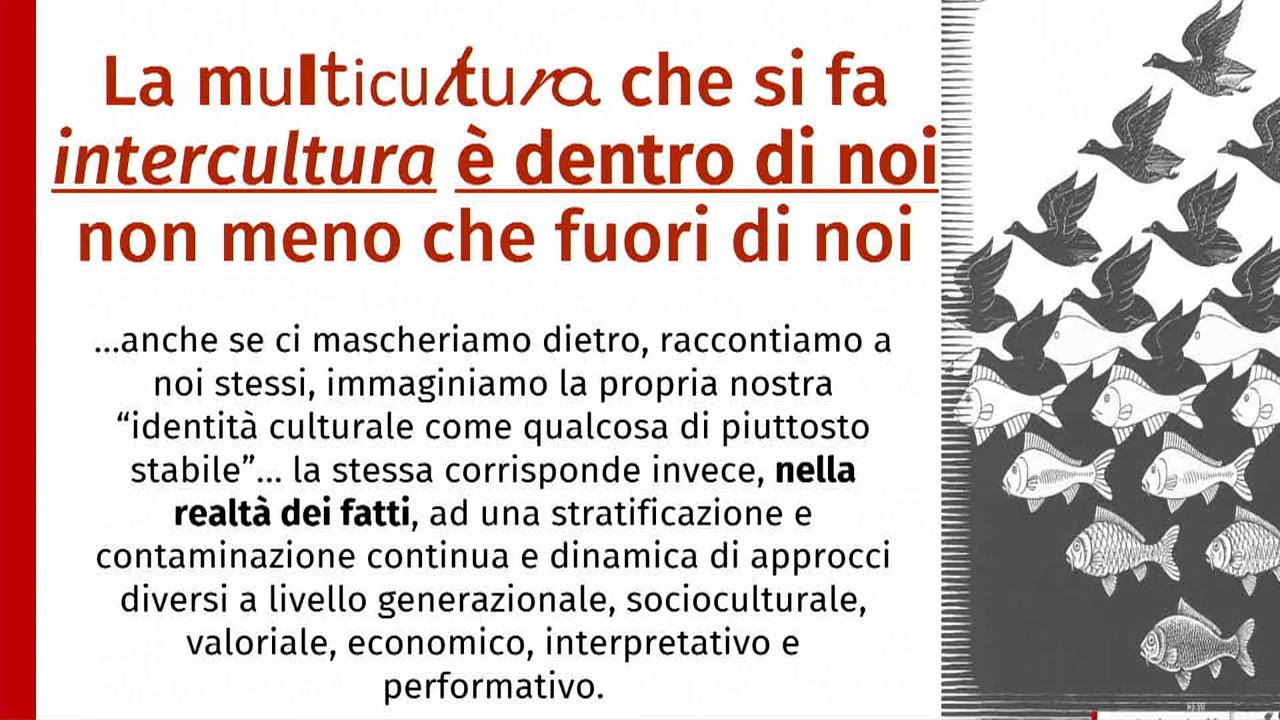 La multicultura che si fa
intercultura è dentro di noi
non meno che fuori di noi
...anche se ci mascheriamo dietro, raccontiamo a
noi stessi, immaginiamo la propria nostra
“identità culturale come qualcosa di piuttosto
stabile”... la stessa corrisponde invece, nella
realtà dei fatti, ad una stratificazione e
contaminazione continua e dinamica di approcci
diversi a livello generazionale, socioculturale,
valoriale, economico, interpretativo e
performativo.